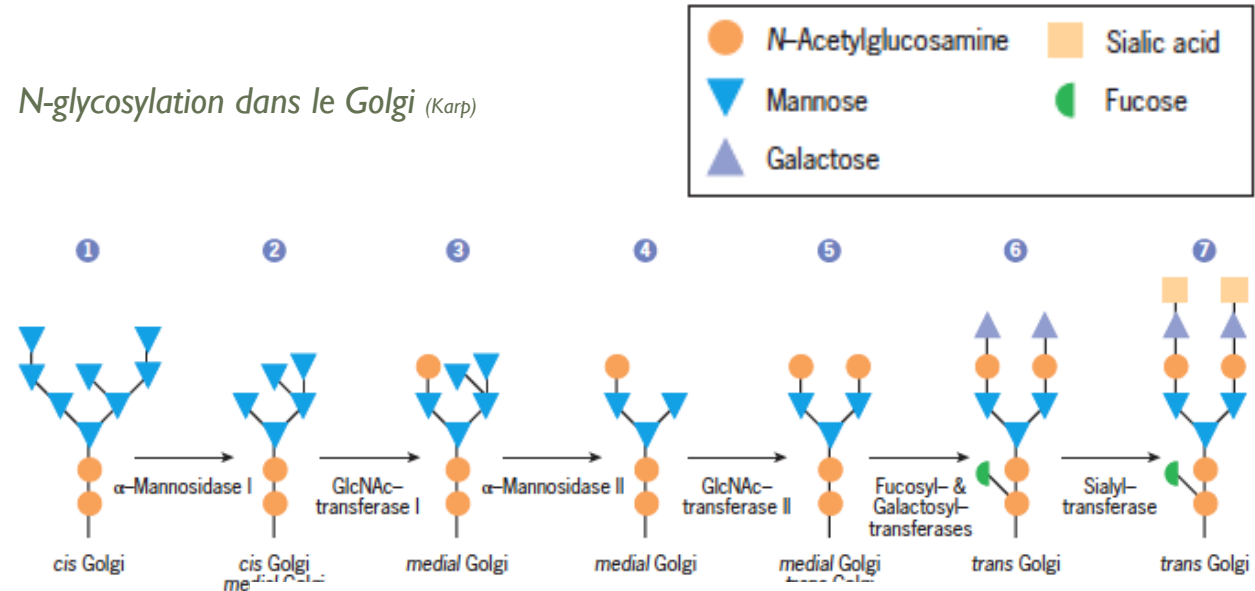 N-glycosylation dans le Golgi (Karp)
N–Acetylglucosamine
Mannose
Galactose
Sialic acid
Fucose
1 2 3 4 5 6 7
α–Mannosidase I
GlcNAc–
transferase I
α–Mannosidase II
GlcNAc–
transferase II
Fucosyl– &
Galactosyl–
transferases
Sialyl–
transferase
cis Golgi
cis Golgi
medial Golgi
medial Golgi
medial Golgi
medial Golgi
trans Golgi
trans Golgi
trans Golgi